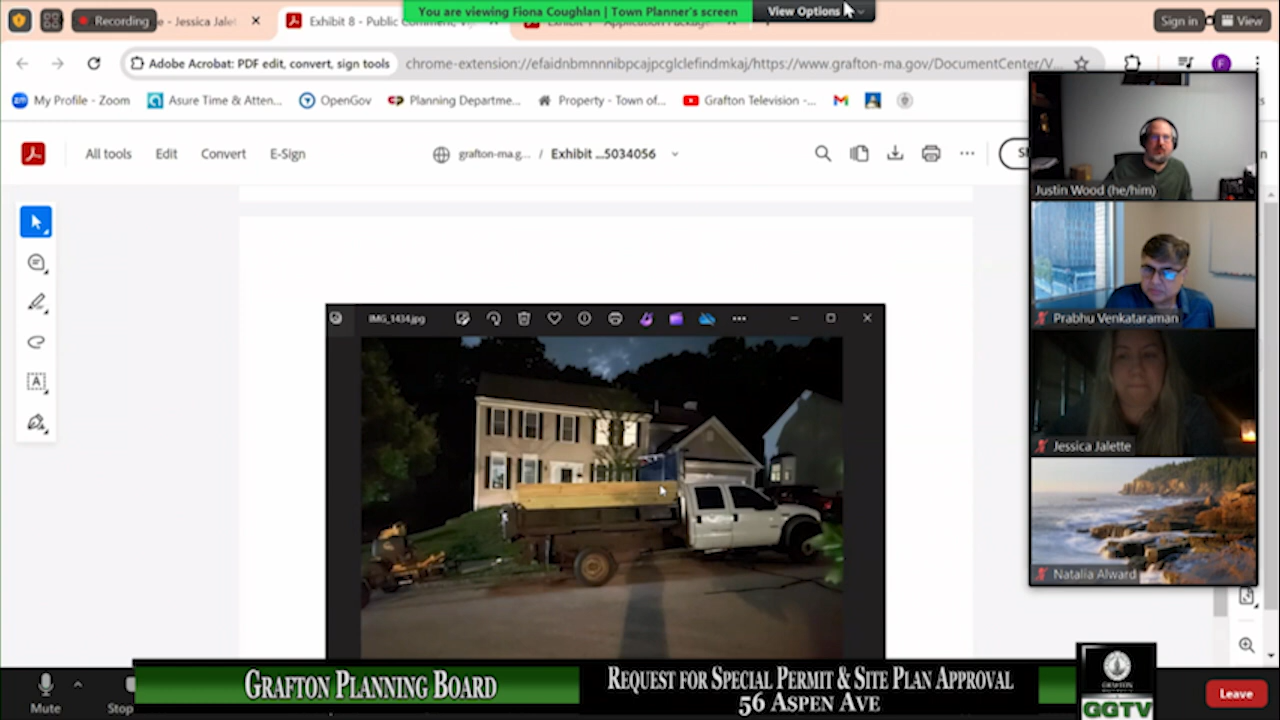 Recording
e - Jessica Jalet
Exhibit 8 - Public Comment, V
You are viewing Fiona Coughlan | Town Planner's screen
View Options
Sign in
View
Adobe Acrobat: PDF edit, convert, sign tools
chrome-extension://efaidnbmnnnibpcajpcglclefindmkaj/https://www.grafton-ma.gov/DocumentCenter/V...
F
My Profile - Zoom
Asure Time & Atten...
OpenGov
Planning Departme...
Property - Town of...
Grafton Television -...
All tools
Edit
Convert
E-Sign
grafton-ma.g... / Exhibit ...5034056
Justin Wood (he/him)
Prabhu Venkataraman
Jessica Jalette
Natalia Alward
IMG_1434.jpg
Mute
Stop
GRAFTON PLANNING BOARD
REQUEST FOR SPECIAL PERMIT & SITE PLAN APPROVAL
56 ASPEN AVE
GRAFTON
GGTV
Leave